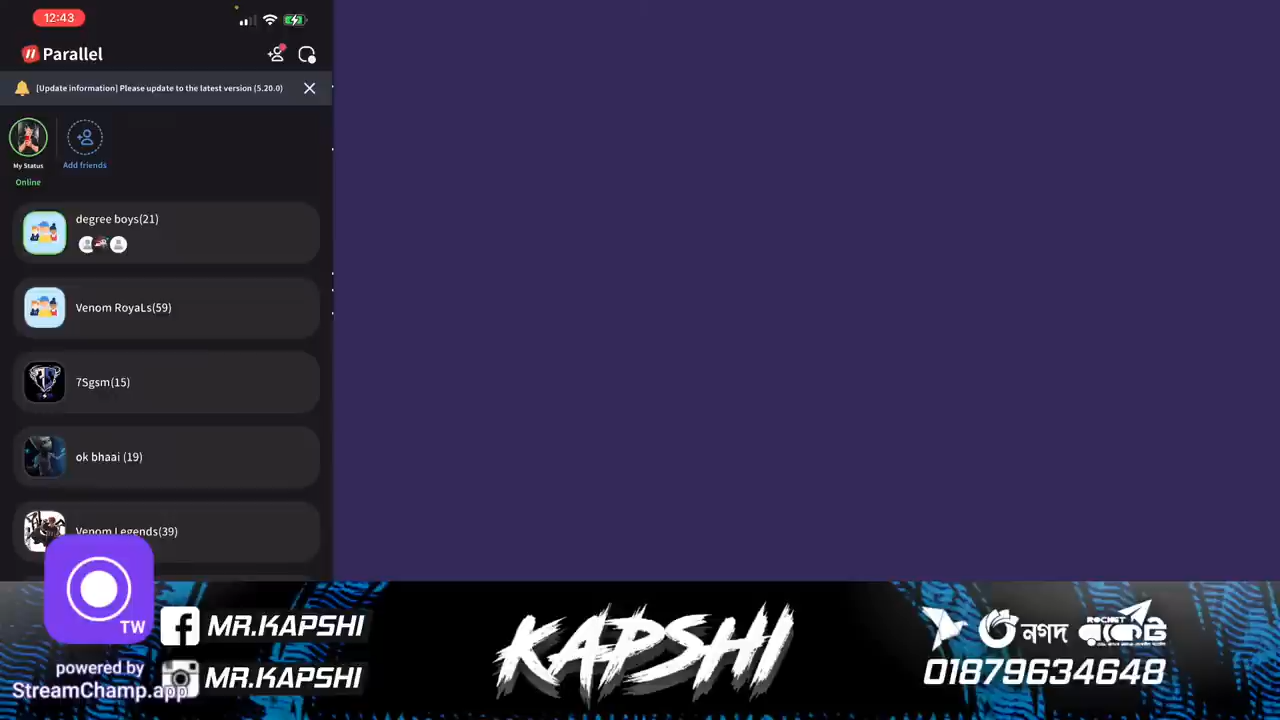 12:43
Parallel
[Update information] Please update to the latest version (5.20.0)
My Status
Add friends
Online
degree boys(21)
Venom RoyaLs(59)
7Sgsm(15)
ok bhaai (19)
Venom Legends(39)
TW
powered by
StreamChamp.app
MR.KAPSHI
MR.KAPSHI
KAPSHI
নগদ
ROCKET
রকেট
01879634648